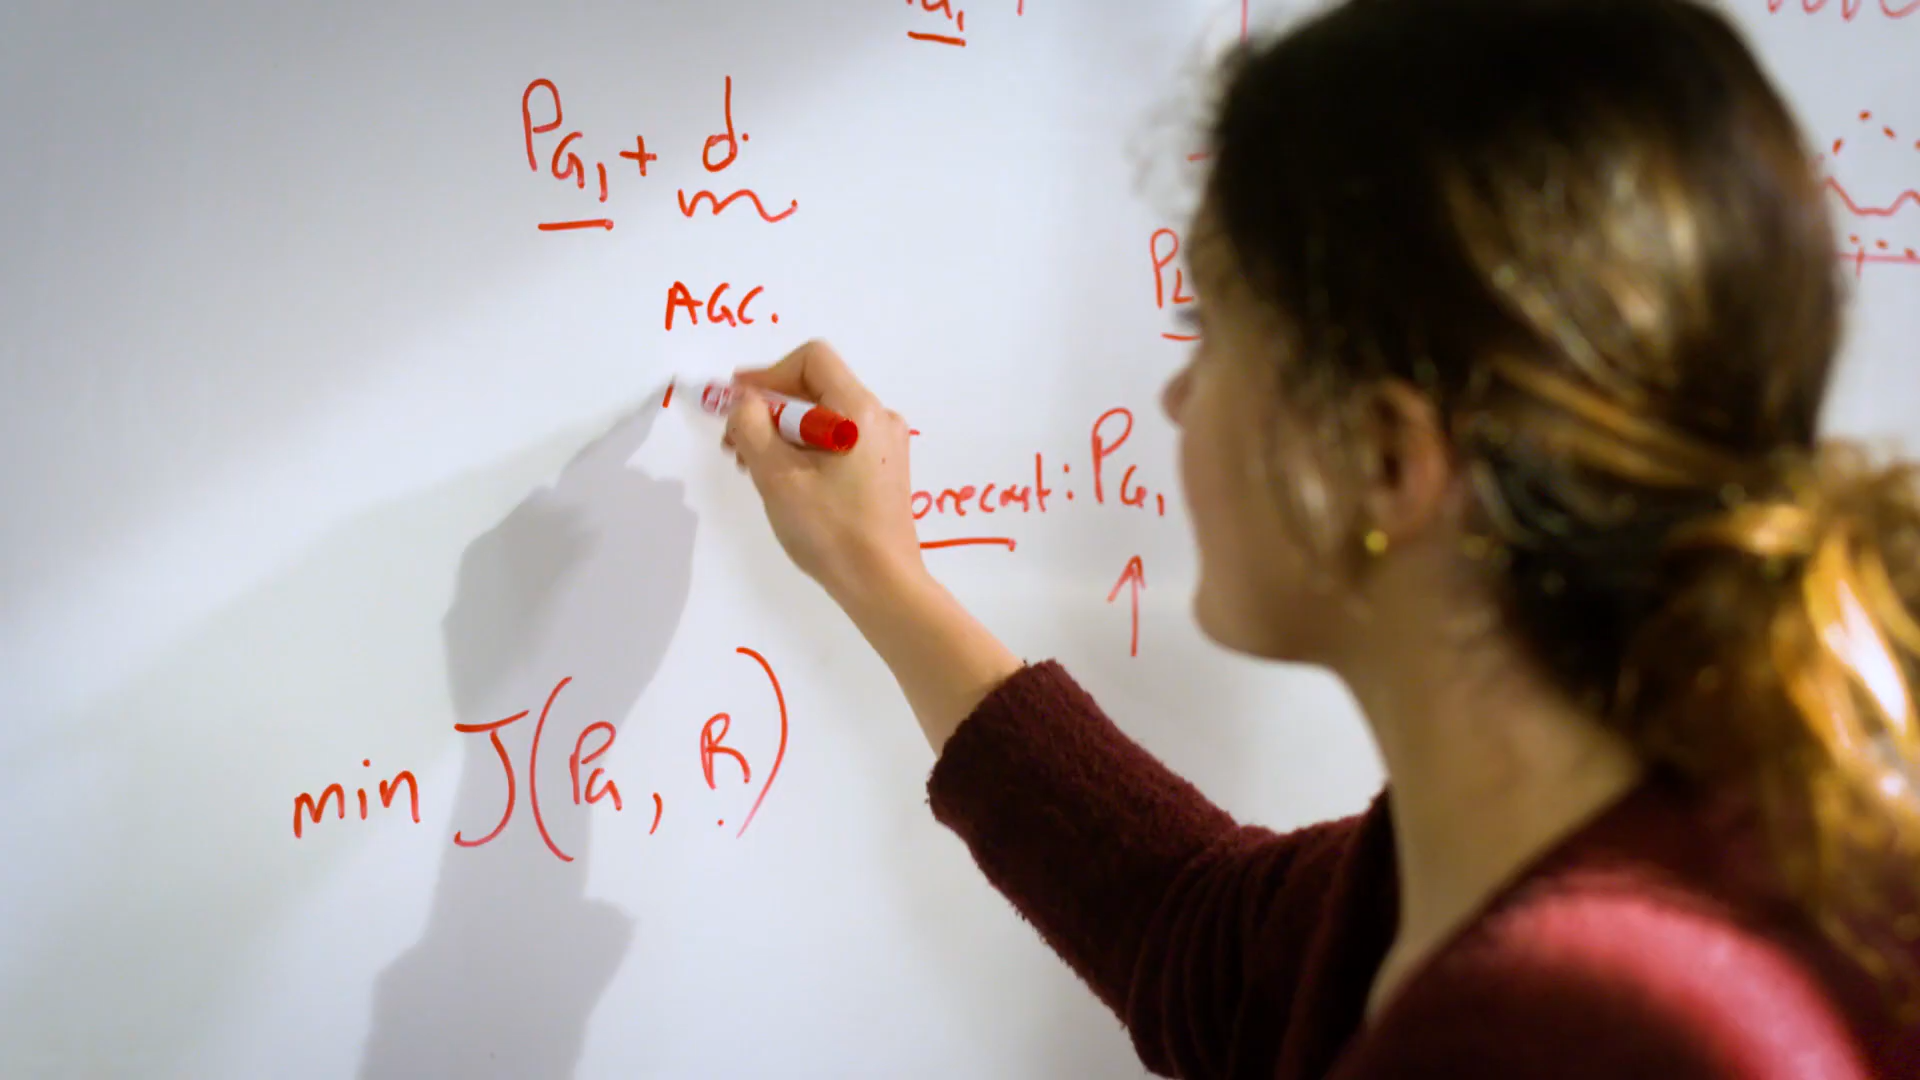 P_G1 + d
AGC.
P_L
orecast: P_G1
min J(P_G, R)